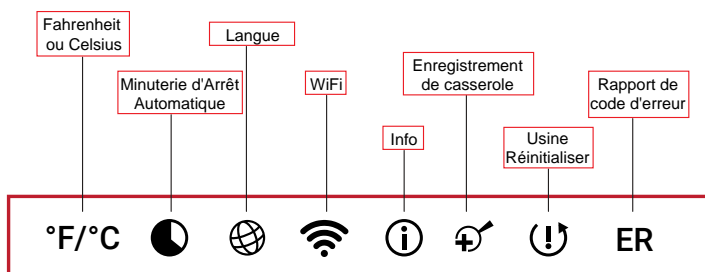 Fahrenheit
ou Celsius
Minuterie d'Arrêt
Automatique
Langue
WiFi
Info
Enregistrement
de casserole
Usine
Réinitialiser
Rapport de
code d'erreur
°F/°C
ER